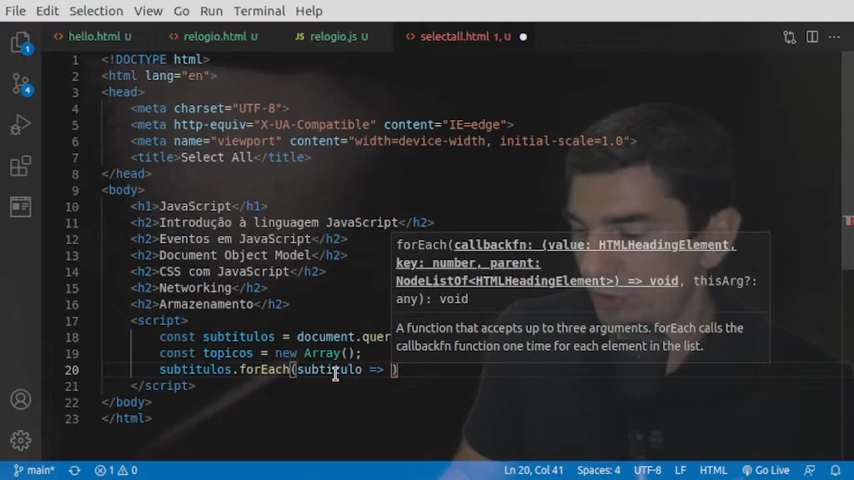 File Edit Selection View Go Run Terminal Help
hello.html U relogio.html U JS relogio.js U selectall.html 1, U
1 <!DOCTYPE html>
2 <html lang="en">
3 <head>
4 <meta charset="UTF-8">
5 <meta http-equiv="X-UA-Compatible" content="IE=edge">
6 <meta name="viewport" content="width=device-width, initial-scale=1.0">
7 <title>Select All</title>
8 </head>
9 <body>
10 <h1>JavaScript</h1>
11 <h2>Introdução à linguagem JavaScript</h2>
12 <h2>Eventos em JavaScript</h2>
13 <h2>Document Object Model</h2>
14 <h2>CSS com JavaScript</h2>
15 <h2>Networking</h2>
16 <h2>Armazenamento</h2>
17 <script>
18 const subtitulos = document.quer
19 const topicos = new Array();
20 subtitulos.forEach(subtitulo => )
21 </script>
22 </body>
23 </html>
forEach(callbackfn: (value: HTMLHeadingElement,
key: number, parent:
NodeListOf<HTMLHeadingElement>) => void, thisArg?:
any): void
A function that accepts up to three arguments. forEach calls the
callbackfn function one time for each element in the list.
1
4
main* 1 0 Ln 20, Col 41 Spaces: 4 UTF-8 LF HTML Go Live